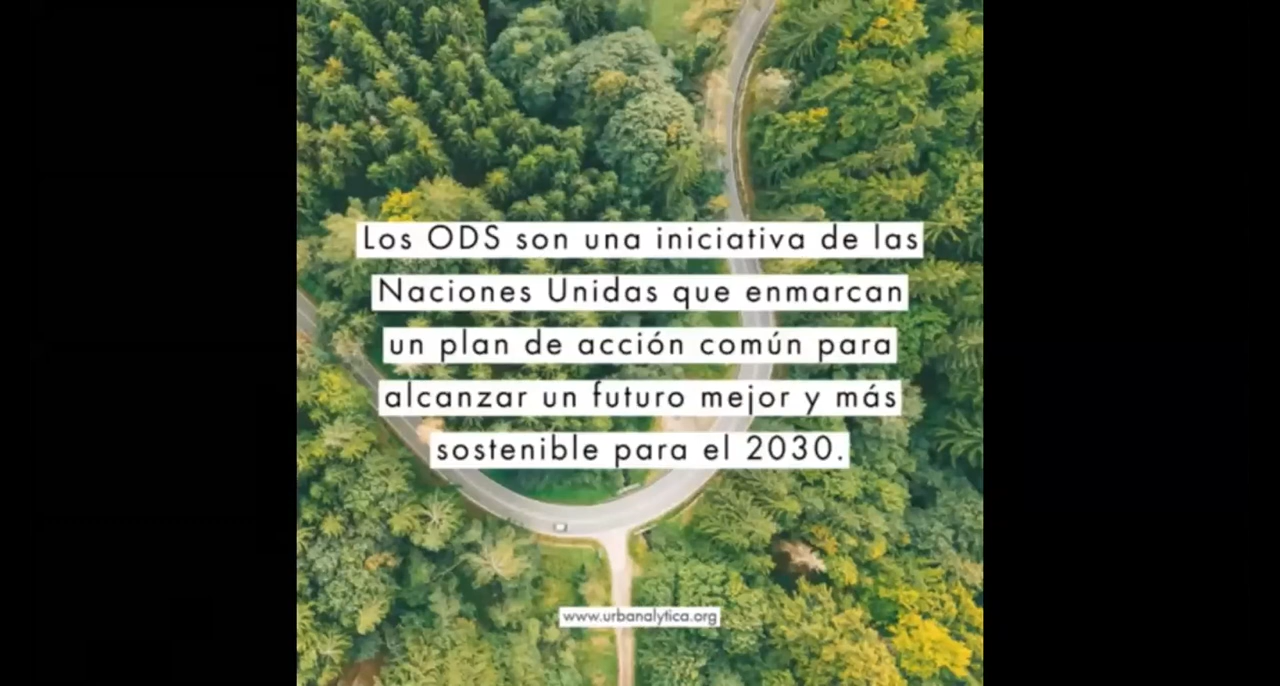 Los ODS son una iniciativa de las
Naciones Unidas que enmarcan
un plan de acción común para
alcanzar un futuro mejor y más
sostenible para el 2030.
www.urbanalytica.org